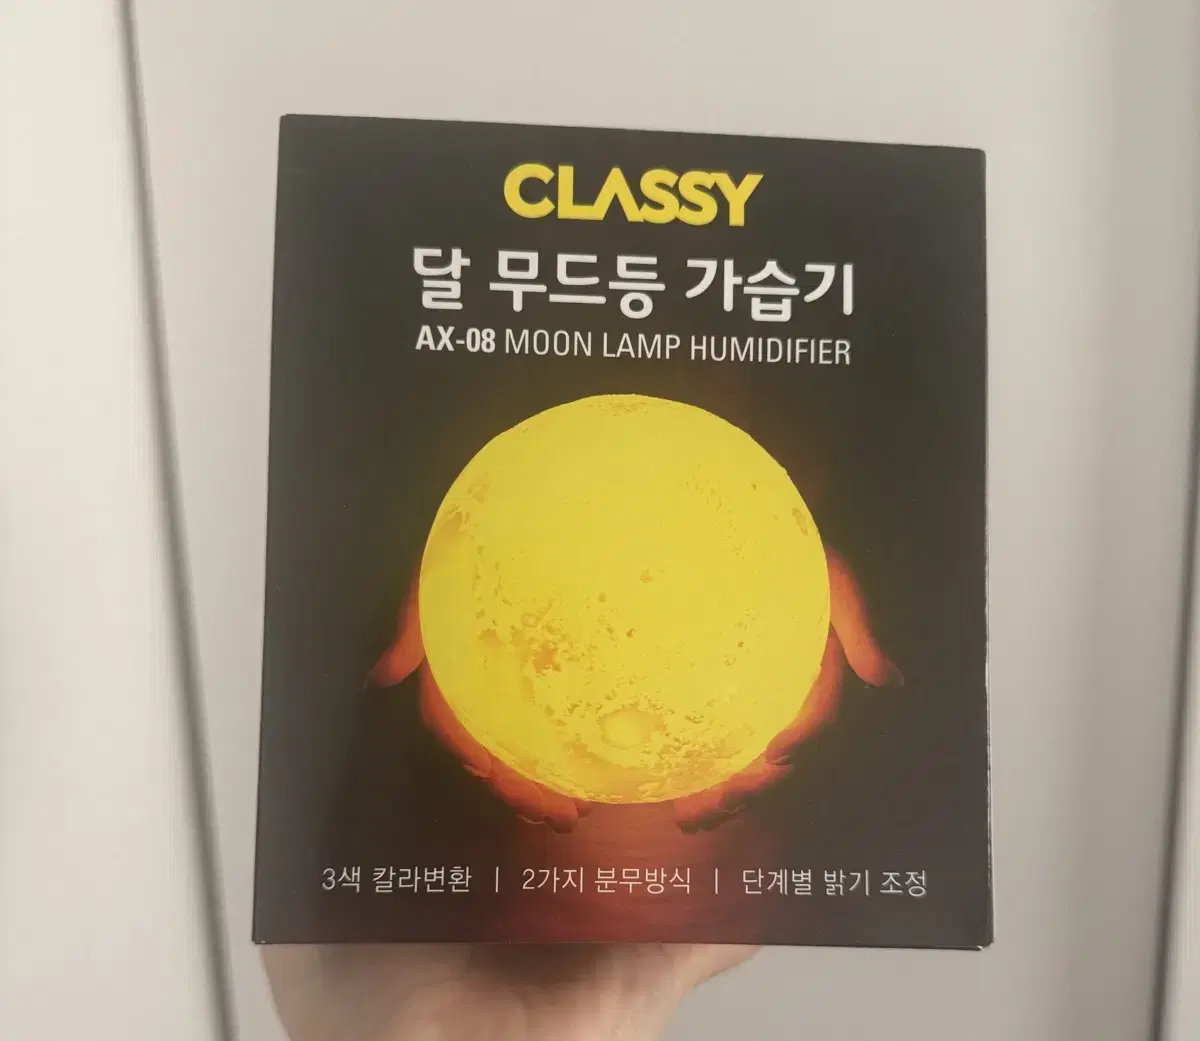 CLASSY
달 무드등 가습기
AX-08 MOON LAMP HUMIDIFIER
3색 칼라변환 | 2가지 분무방식 | 단계별 밝기 조정